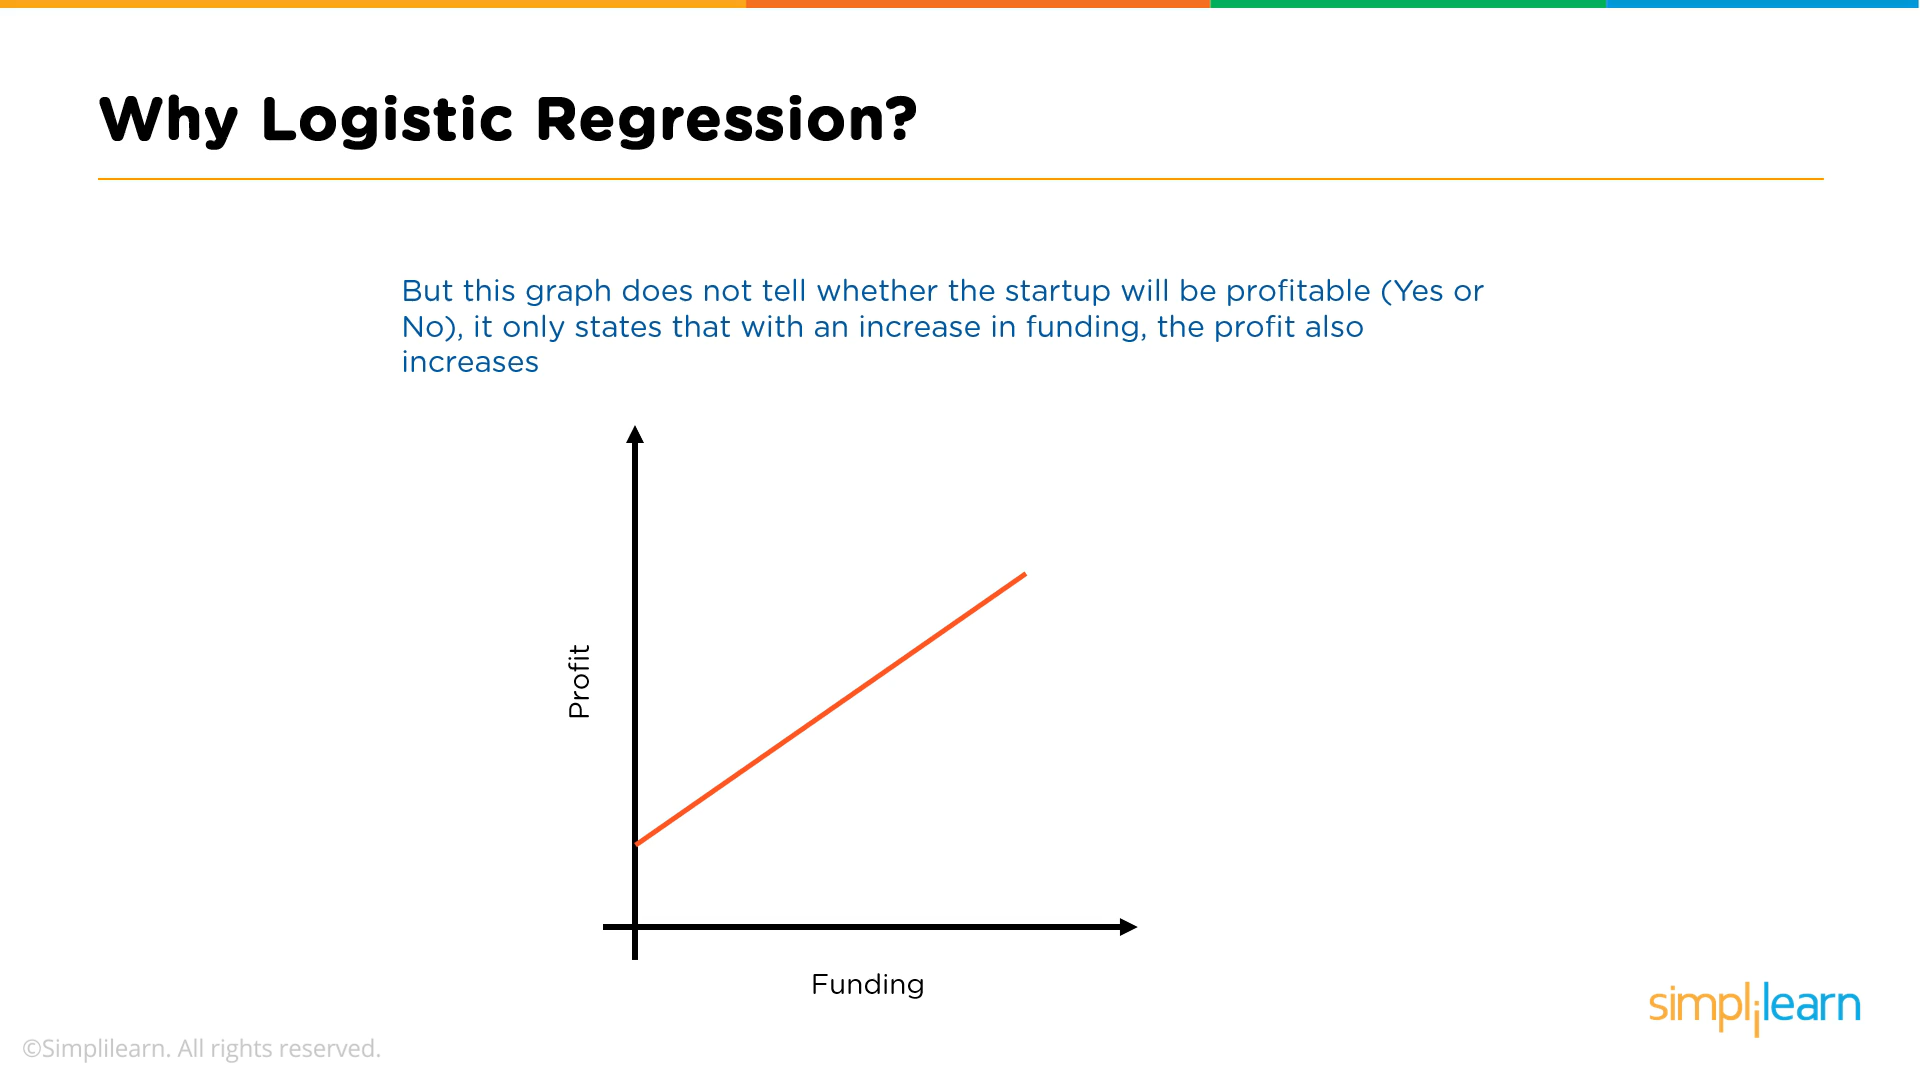 Why Logistic Regression?
But this graph does not tell whether the startup will be profitable (Yes or
No), it only states that with an increase in funding, the profit also
increases
Profit
Funding
simplilearn
©Simplilearn. All rights reserved.